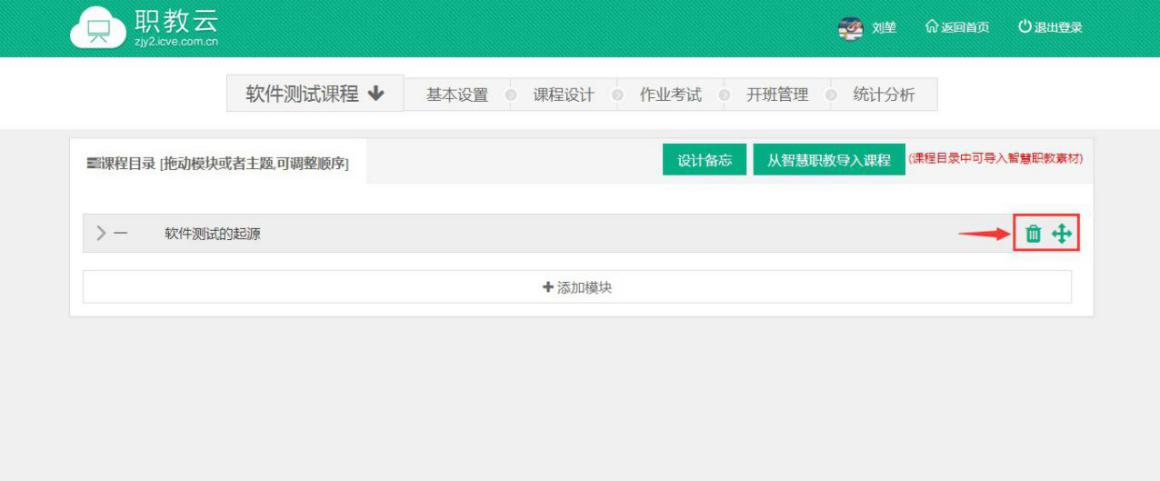 职教云
zjy2.icve.com.cn
刘堃
返回首页
退出登录
软件测试课程
基本设置
课程设计
作业考试
开班管理
统计分析
课程目录 [拖动模块或者主题,可调整顺序]
设计备忘
从智慧职教导入课程
(课程目录中可导入智慧职教素材)
一 软件测试的起源
添加模块